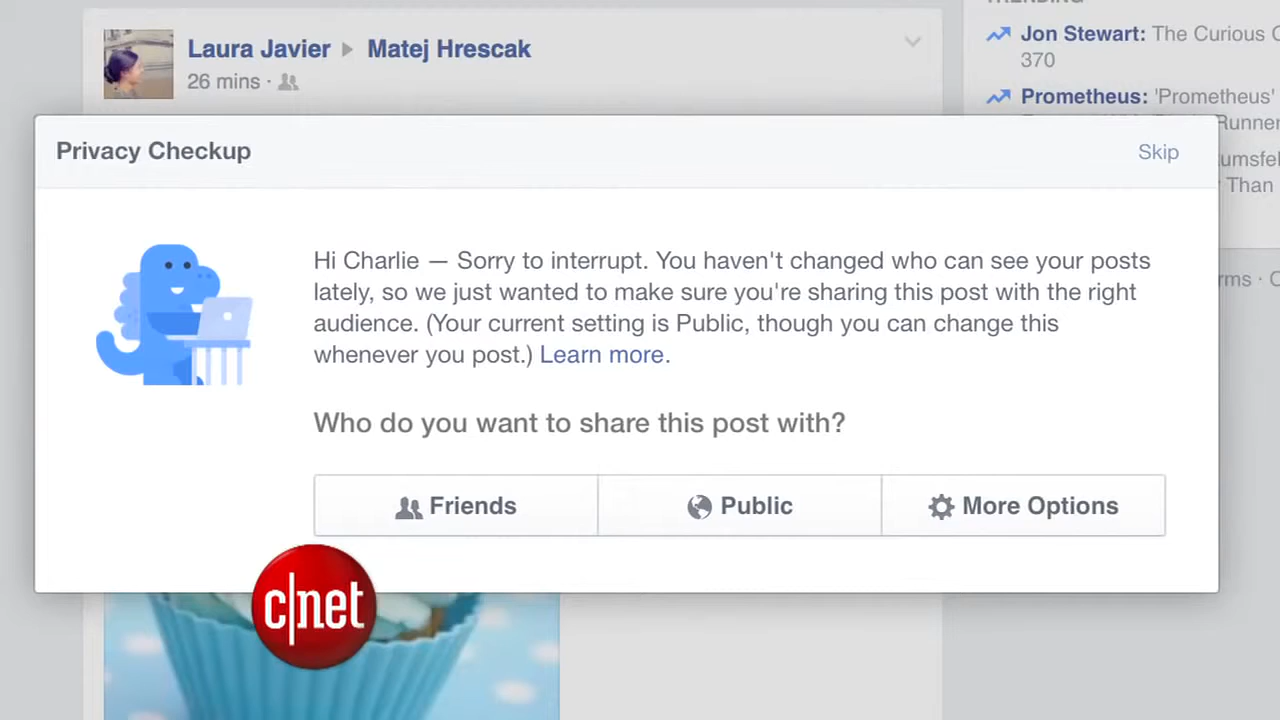 TRENDING
Laura Javier Matej Hrescak
26 mins ·
Jon Stewart: The Curious
370
Prometheus: 'Prometheus'
Runner
Than
Privacy Checkup
Skip
Hi Charlie — Sorry to interrupt. You haven't changed who can see your posts
lately, so we just wanted to make sure you're sharing this post with the right
audience. (Your current setting is Public, though you can change this
whenever you post.) Learn more.
Who do you want to share this post with?
Friends Public More Options
c|net